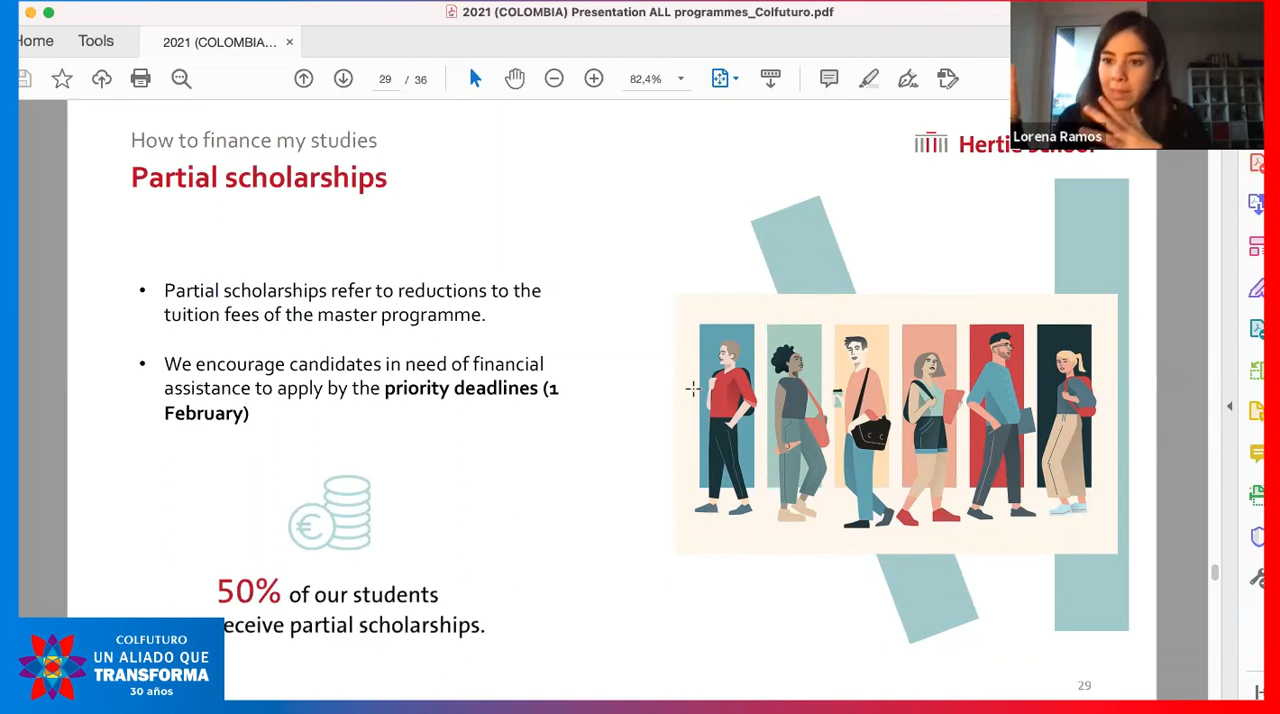 2021 (COLOMBIA) Presentation ALL programmes_Colfuturo.pdf
Home
Tools
2021 (COLOMBIA... ×
29 / 36
82,4%
Lorena Ramos
How to finance my studies
Partial scholarships
• Partial scholarships refer to reductions to the
tuition fees of the master programme.
• We encourage candidates in need of financial
assistance to apply by the priority deadlines (1
February)
€
50% of our students
eceive partial scholarships.
COLFUTURO
UN ALIADO QUE
TRANSFORMA
30 años
29